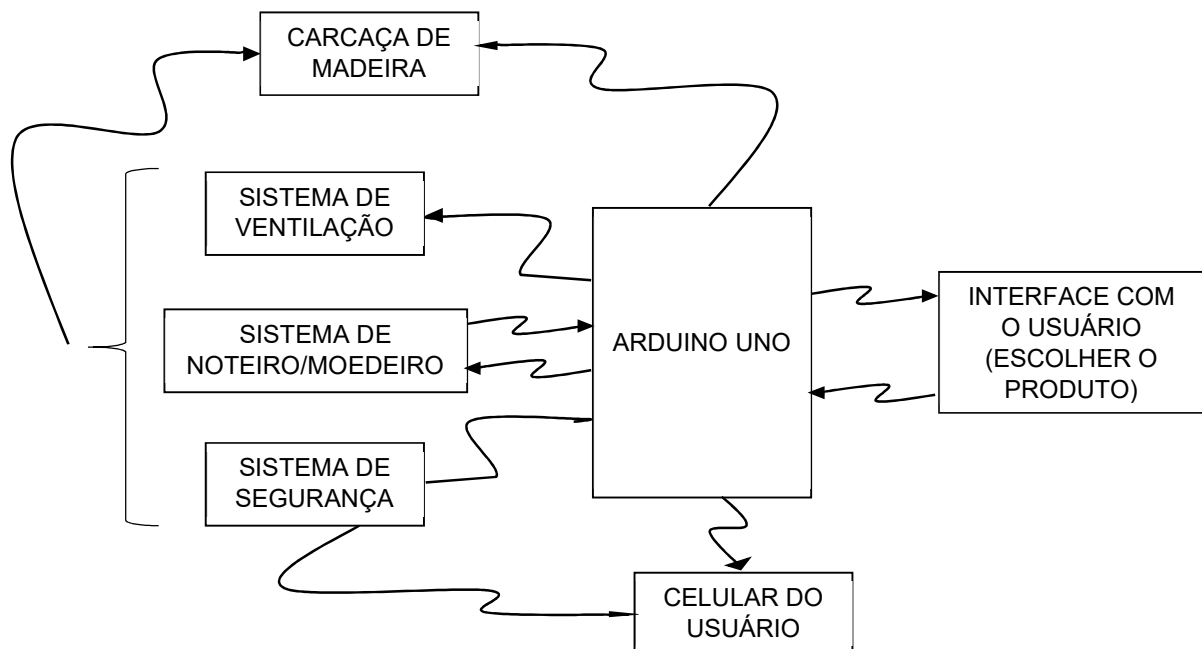 CARCAÇA DE
MADEIRA
SISTEMA DE
VENTILAÇÃO
SISTEMA DE
NOTEIRO/MOEDEIRO
SISTEMA DE
SEGURANÇA
ARDUINO UNO
INTERFACE COM
O USUÁRIO
(ESCOLHER O
PRODUTO)
CELULAR DO
USUÁRIO